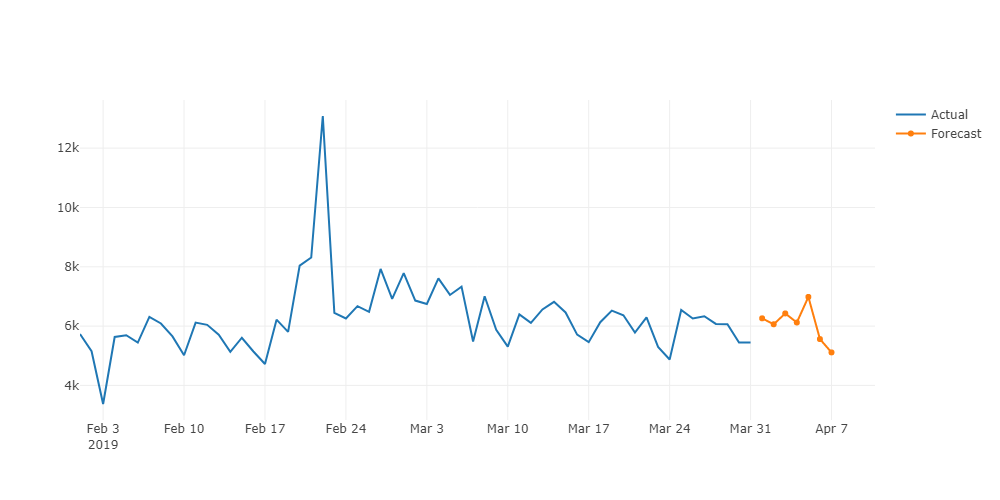 Actual
Forecast
12k
10k
8k
6k
4k
Feb 3
2019
Feb 10
Feb 17
Feb 24
Mar 3
Mar 10
Mar 17
Mar 24
Mar 31
Apr 7